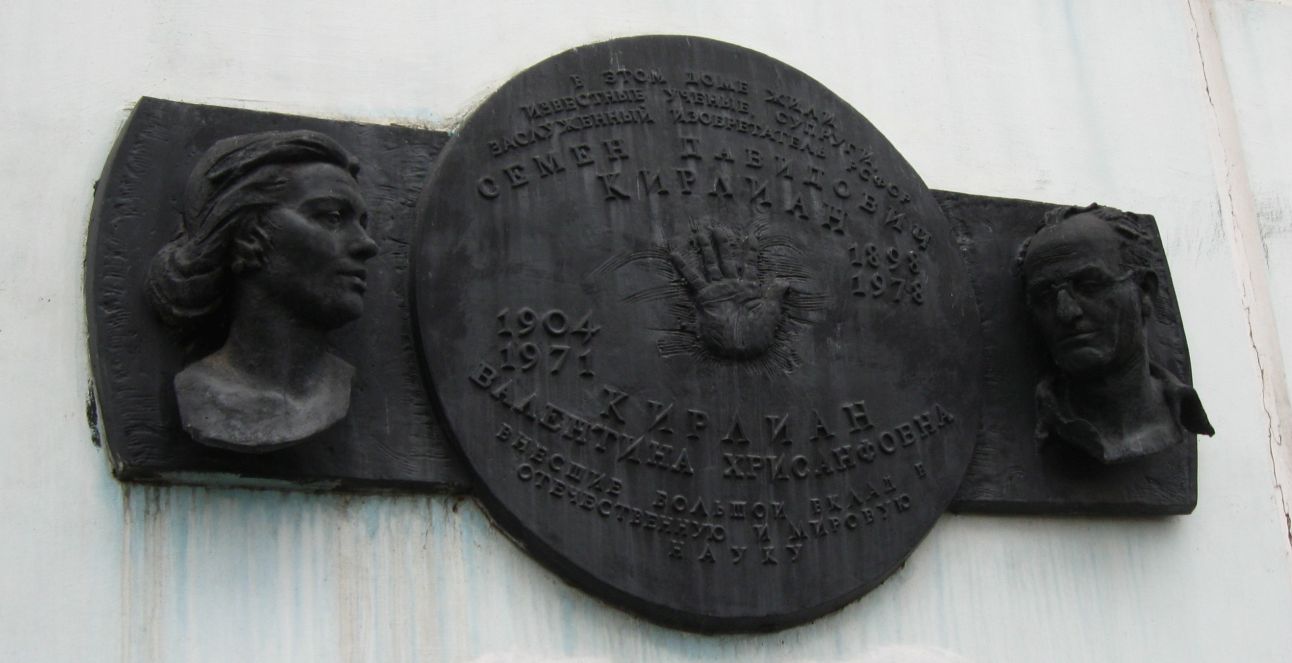 В ЭТОМ ДОМЕ ЖИЛИ
ИЗВЕСТНЫЕ УЧЕНЫЕ СУПРУГИ
ЗАСЛУЖЕННЫЙ ИЗОБРЕТАТЕЛЬ РСФСР
СЕМЕН ДАВИДОВИЧ
КИРЛИАН
1898
1978
1904
1971
КИРЛИАН
ВАЛЕНТИНА ХРИСАНФОВНА
ВНЕСШИЕ БОЛЬШОЙ ВКЛАД В
ОТЕЧЕСТВЕННУЮ И МИРОВУЮ
НАУКУ